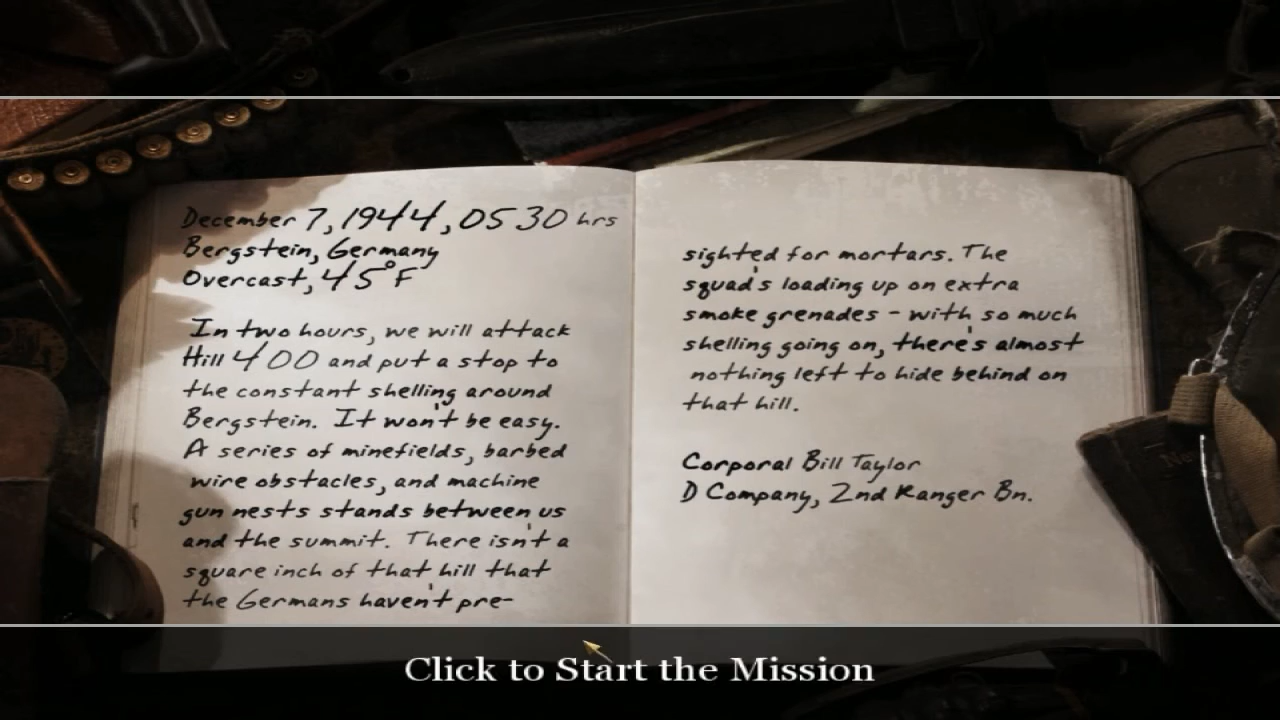 December 7, 1944, 0530 hrs
Bergstein, Germany
Overcast, 45°F
In two hours, we will attack
Hill 400 and put a stop to
the constant shelling around
Bergstein. It won't be easy.
A series of minefields, barbed
wire obstacles, and machine
gun nests stands between us
and the summit. There isn't a
square inch of that hill that
the Germans haven't pre-
sighted for mortars. The
squad's loading up on extra
smoke grenades - with so much
shelling going on, there's almost
nothing left to hide behind on
that hill.
Corporal Bill Taylor
D Company, 2nd Ranger Bn.
Click to Start the Mission